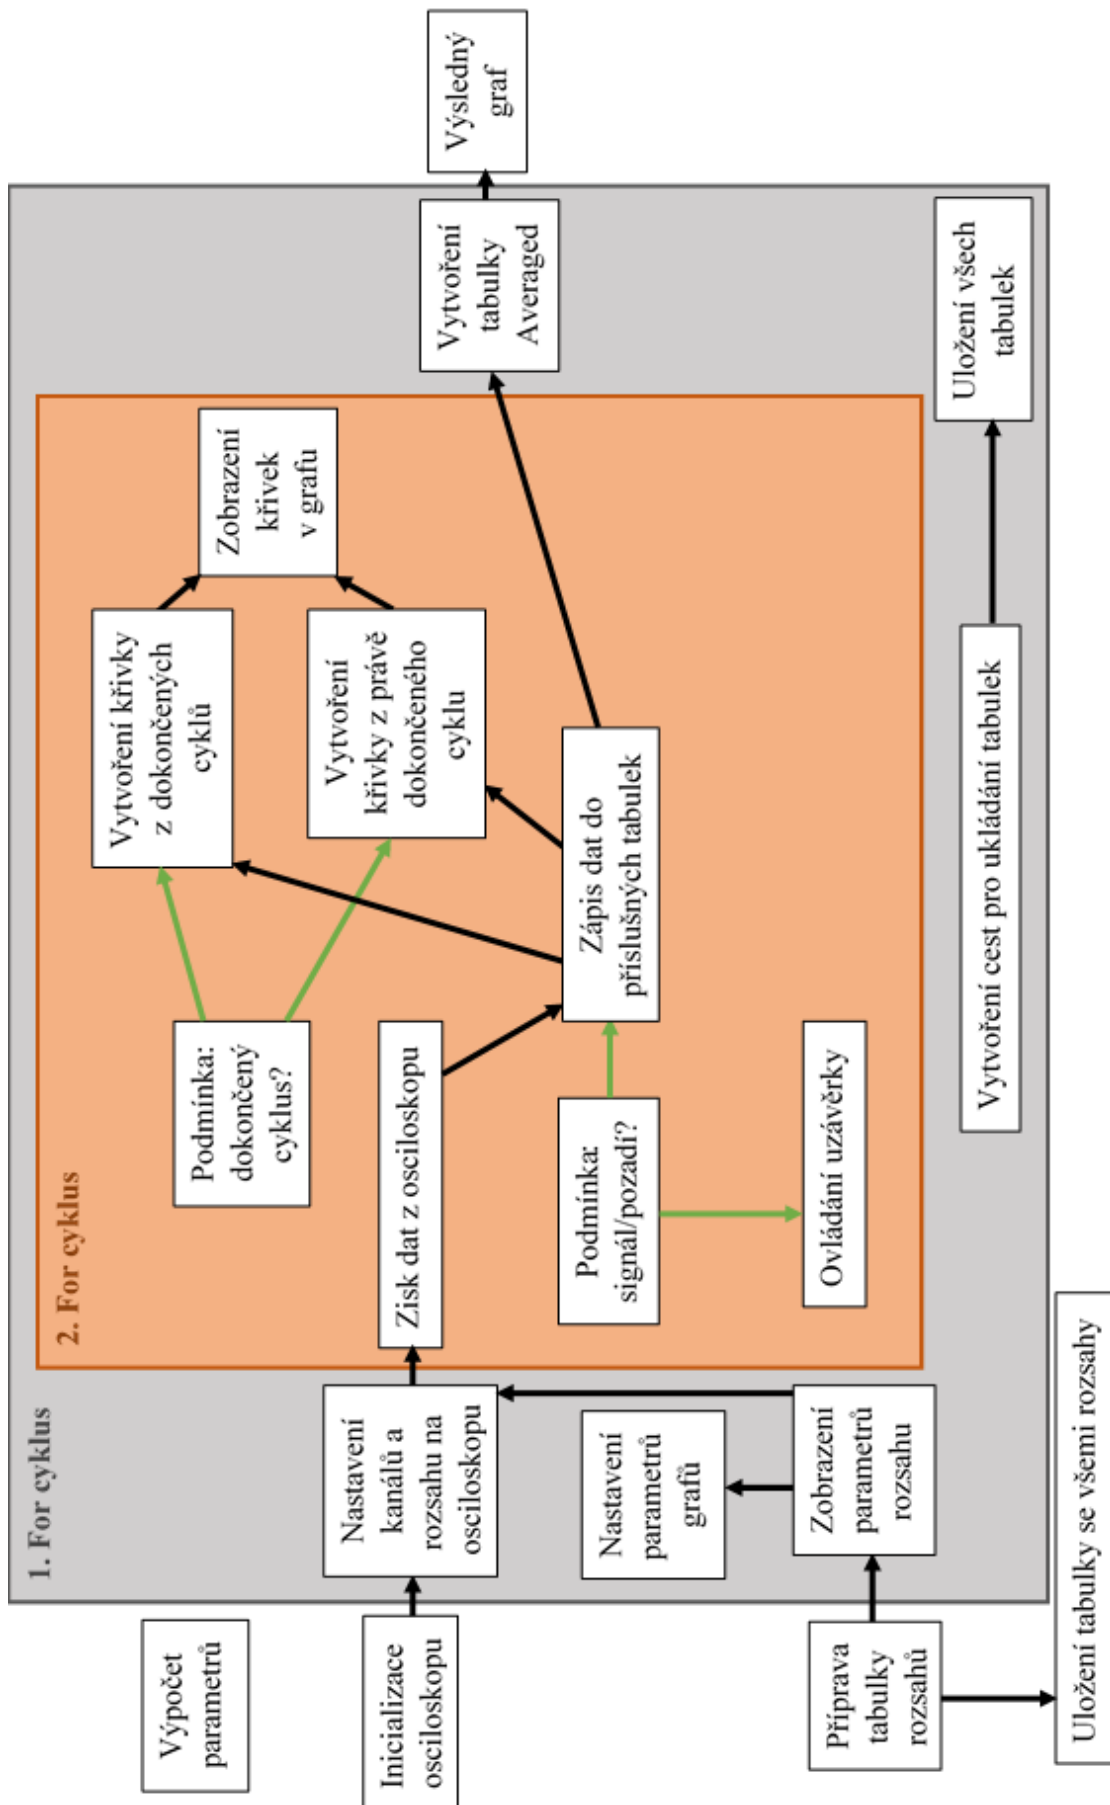 Výpočet
parametrů
Inicializace
osciloskopu
Příprava
tabulky
rozsahů
Uložení tabulky se všemi rozsahy
1. For cyklus
Nastavení
kanálů a
rozsahu na
osciloskopu
Nastavení
parametrů
grafů
Zobrazení
parametrů
rozsahu
2. For cyklus
Podmínka:
dokončený
cyklus?
Zisk dat z osciloskopu
Podmínka:
signál/pozadí?
Ovládání uzávěrky
Vytvoření křivky
z dokončených
cyklů
Vytvoření
křivky z právě
dokončeného
cyklu
Zápis dat do
příslušných tabulek
Zobrazení
křivek
v grafu
Vytvoření cest pro ukládání tabulek
Vytvoření
tabulky
Averaged
Uložení všech
tabulek
Výsledný
graf